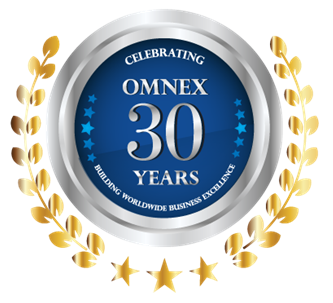 CELEBRATING
OMNEX
30
YEARS
BUILDING WORLDWIDE BUSINESS EXCELLENCE